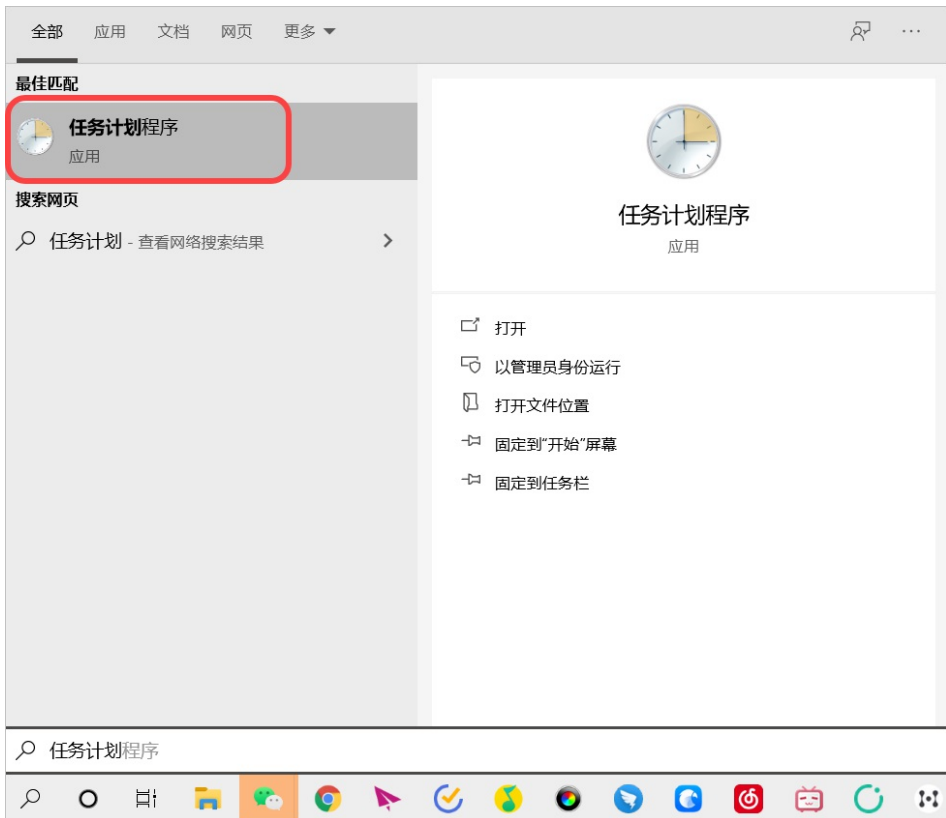 全部 应用 文档 网页 更多
最佳匹配
任务计划程序
应用
搜索网页
任务计划 - 查看网络搜索结果
任务计划程序
应用
打开
以管理员身份运行
打开文件位置
固定到"开始"屏幕
固定到任务栏
任务计划程序